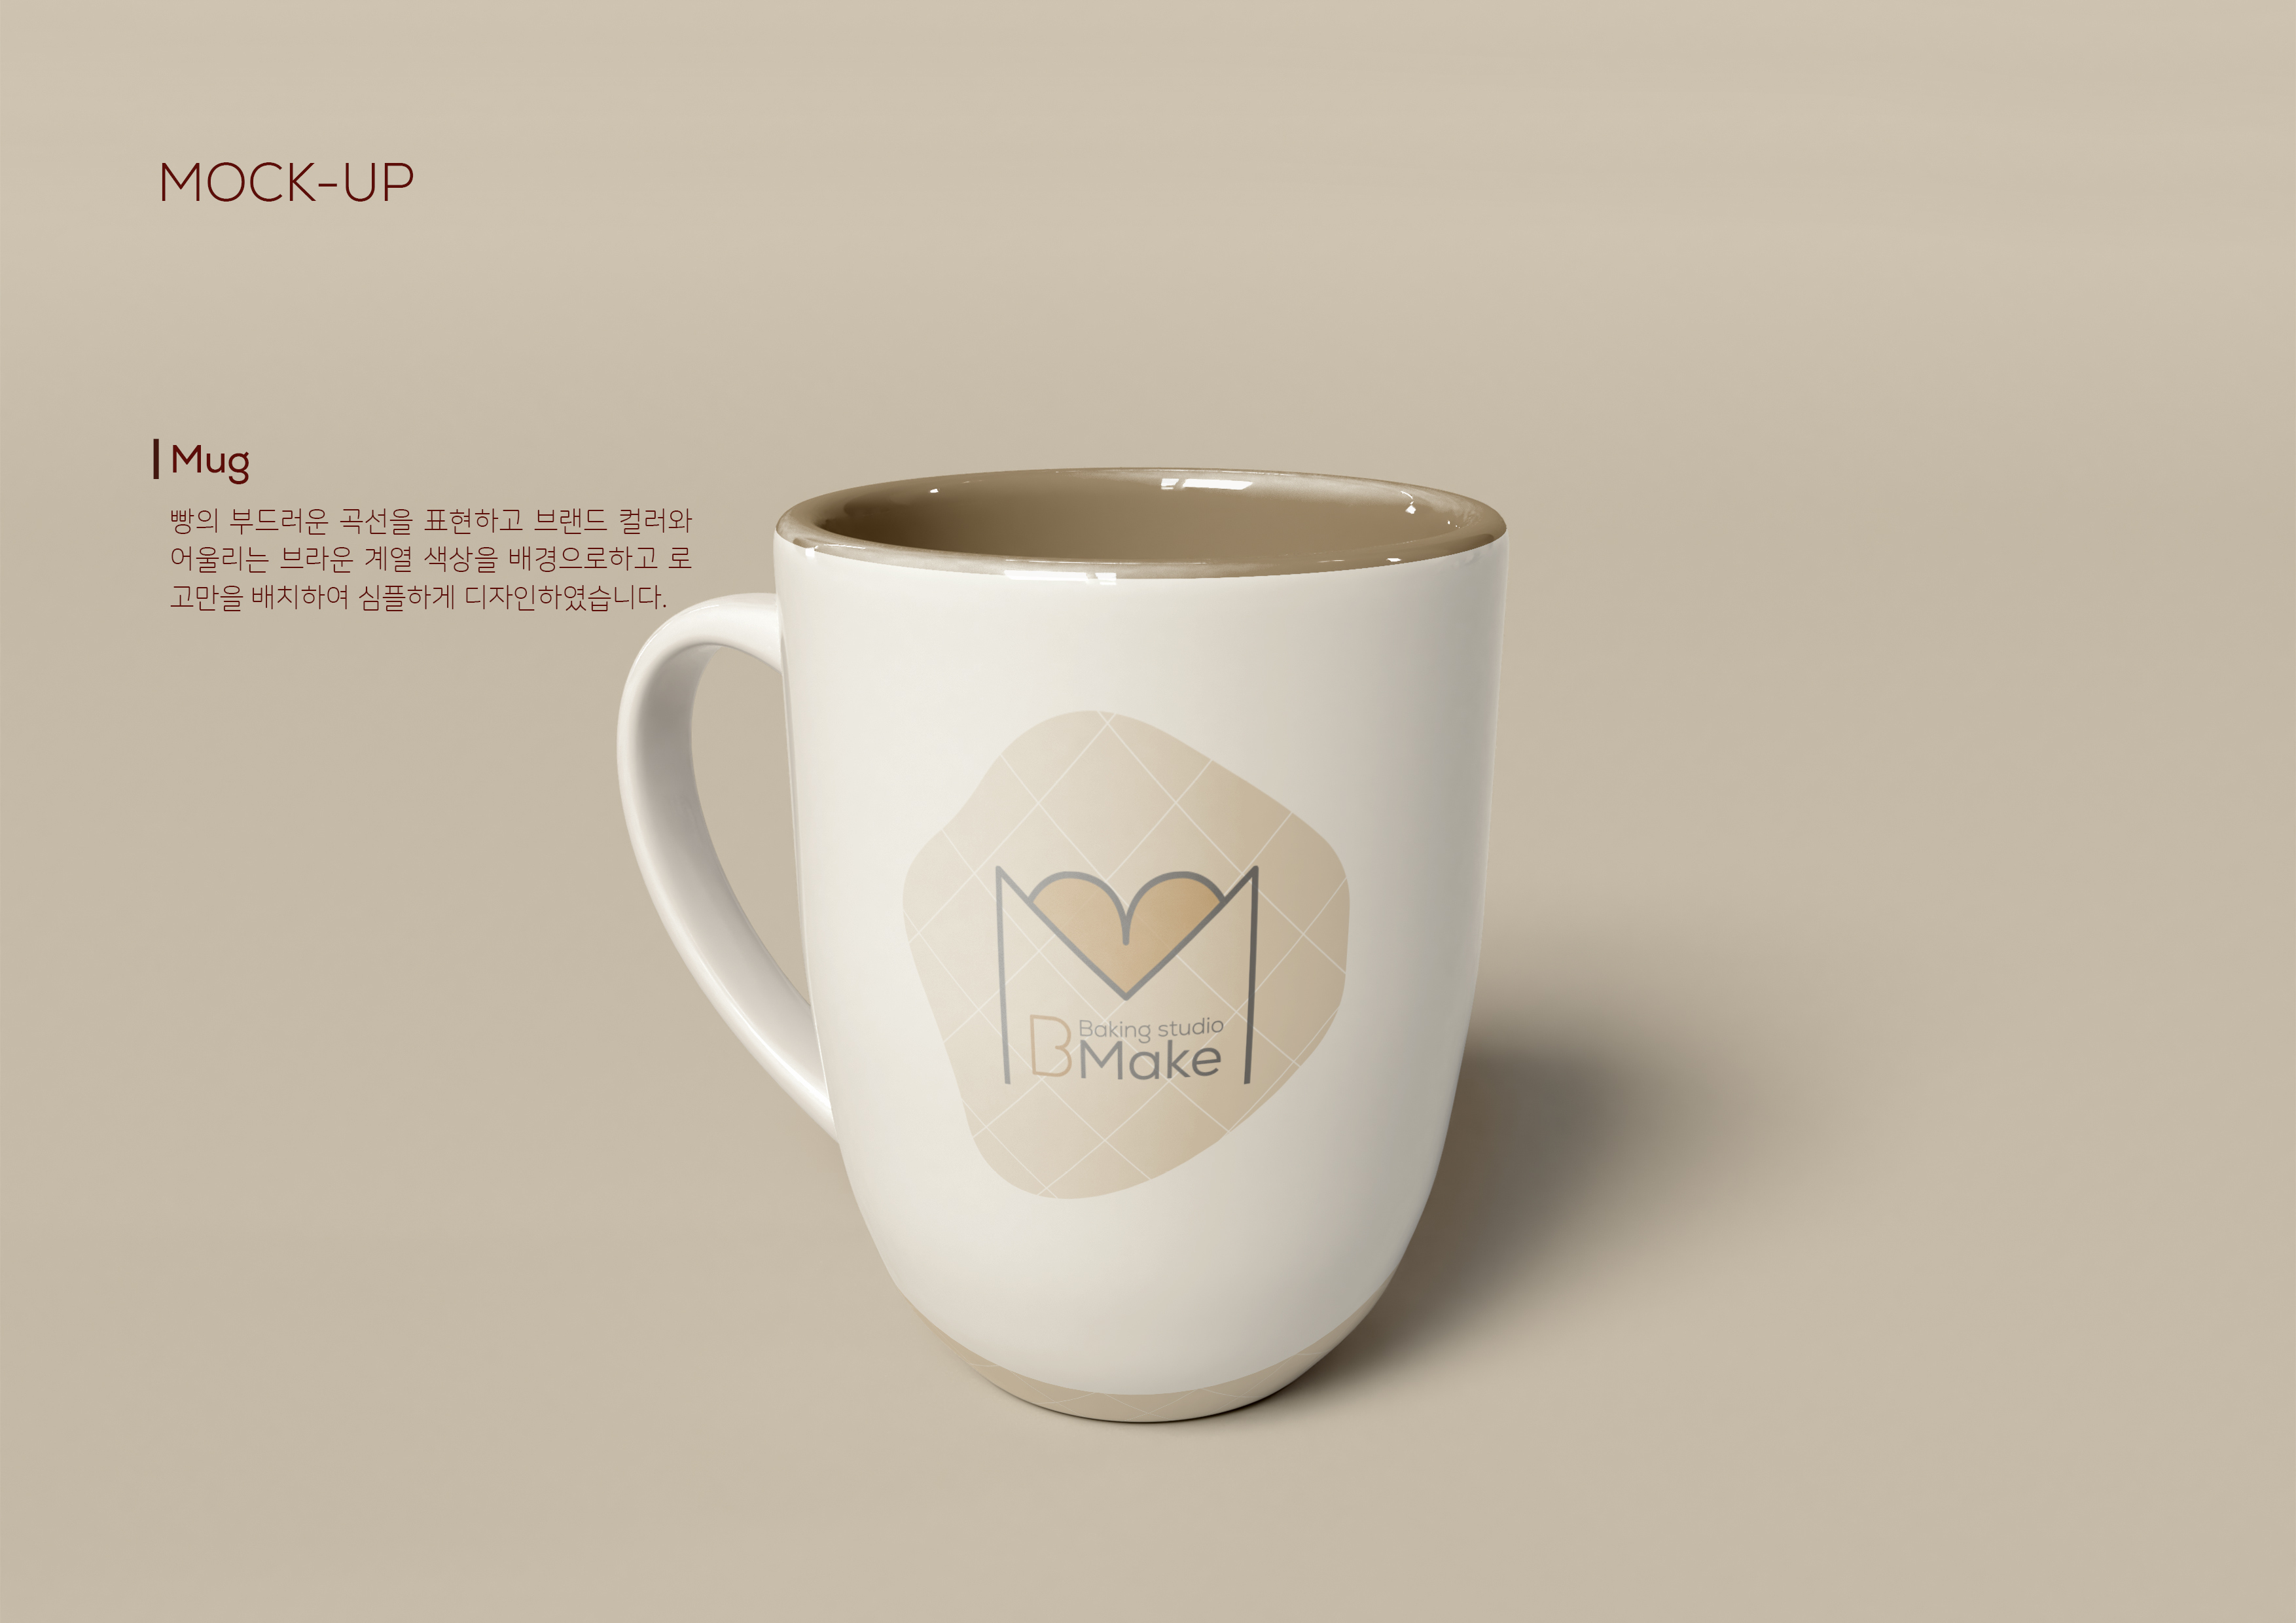 MOCK-UP
Mug
빵의 부드러운 곡선을 표현하고 브랜드 컬러와
어울리는 브라운 계열 색상을 배경으로하고 로
고만을 배치하여 심플하게 디자인하였습니다.
Baking studio
BMake